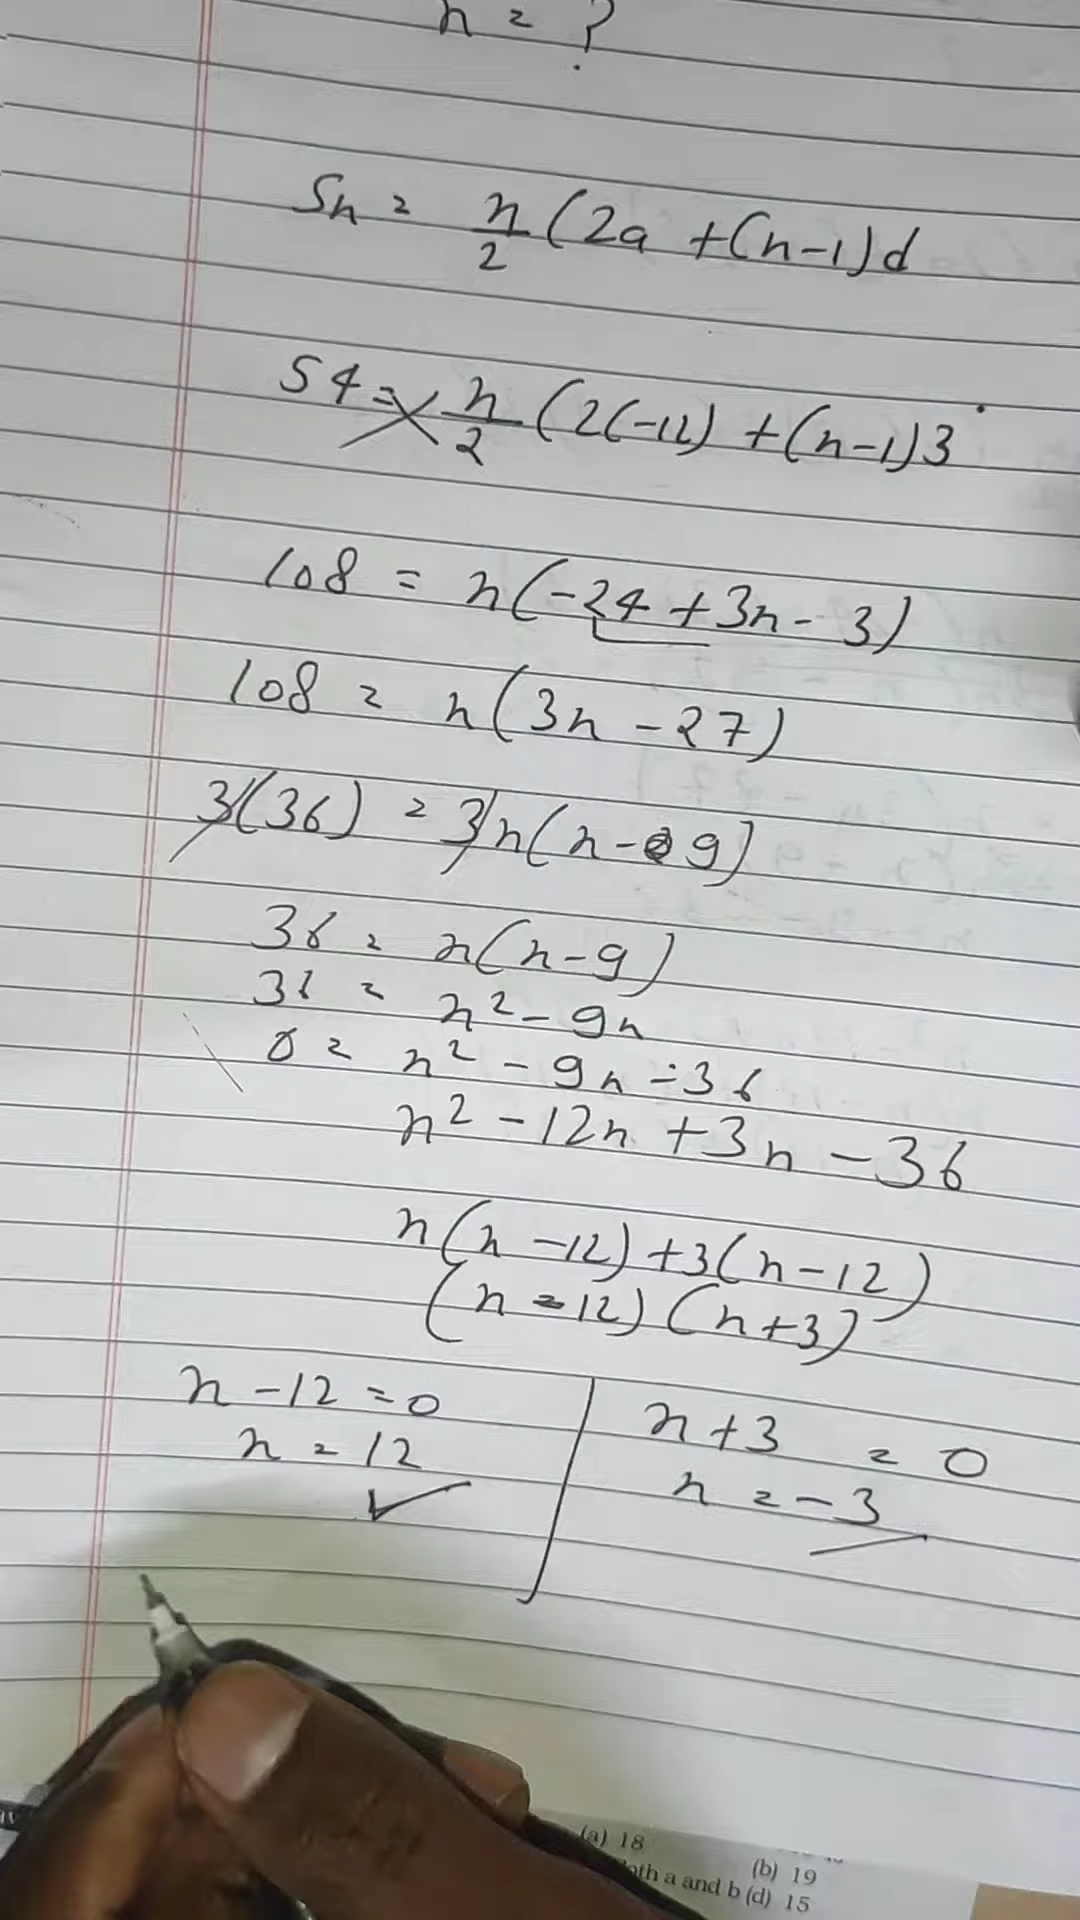 n = ?
Sn = n/2 (2a + (n-1)d
54 = n/2 (2(-12) + (n-1)3
108 = n(-24 + 3n - 3)
108 = n(3n - 27)
3(36) = 3n(n - 9)
36 = n(n-9)
36 = n² - 9n
0 = n² - 9n - 36
n² - 12n + 3n - 36
n(n-12) + 3(n-12)
(n-12) (n+3)
n - 12 = 0
n = 12 ✓
n + 3 = 0
n = -3
(a) 18
(b) 19
a and b (d) 15